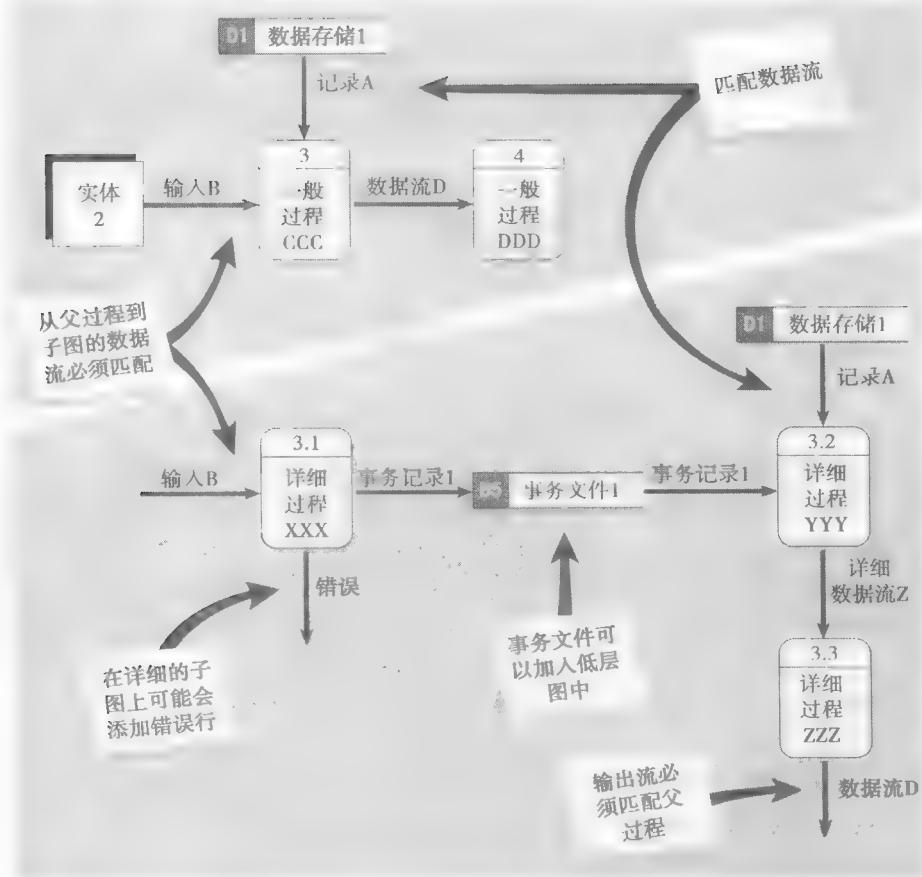 D1 数据存储1
记录A
匹配数据流
实体
2
输入B
3
一般
过程
CCC
数据流D
4
一般
过程
DDD
从父过程到
子图的数据
流必须匹配
D1 数据存储1
记录A
输入B
3.1
详细
过程
XXX
事务记录1
事务文件1
事务记录1
3.2
详细
过程
YYY
错误
详细
数据流Z
在详细的子
图上可能会
添加错误行
事务文件可
以加入低层
图中
3.3
详细
过程
ZZZ
输出流必
须匹配父
过程
数据流D